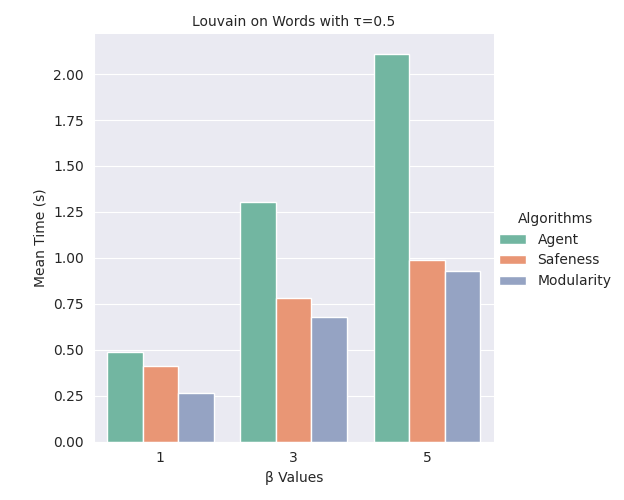 Louvain on Words with τ=0.5
2.00
1.75
1.50
1.25
1.00
0.75
0.50
0.25
0.00
Mean Time (s)
1 3 5
β Values
Algorithms
Agent
Safeness
Modularity